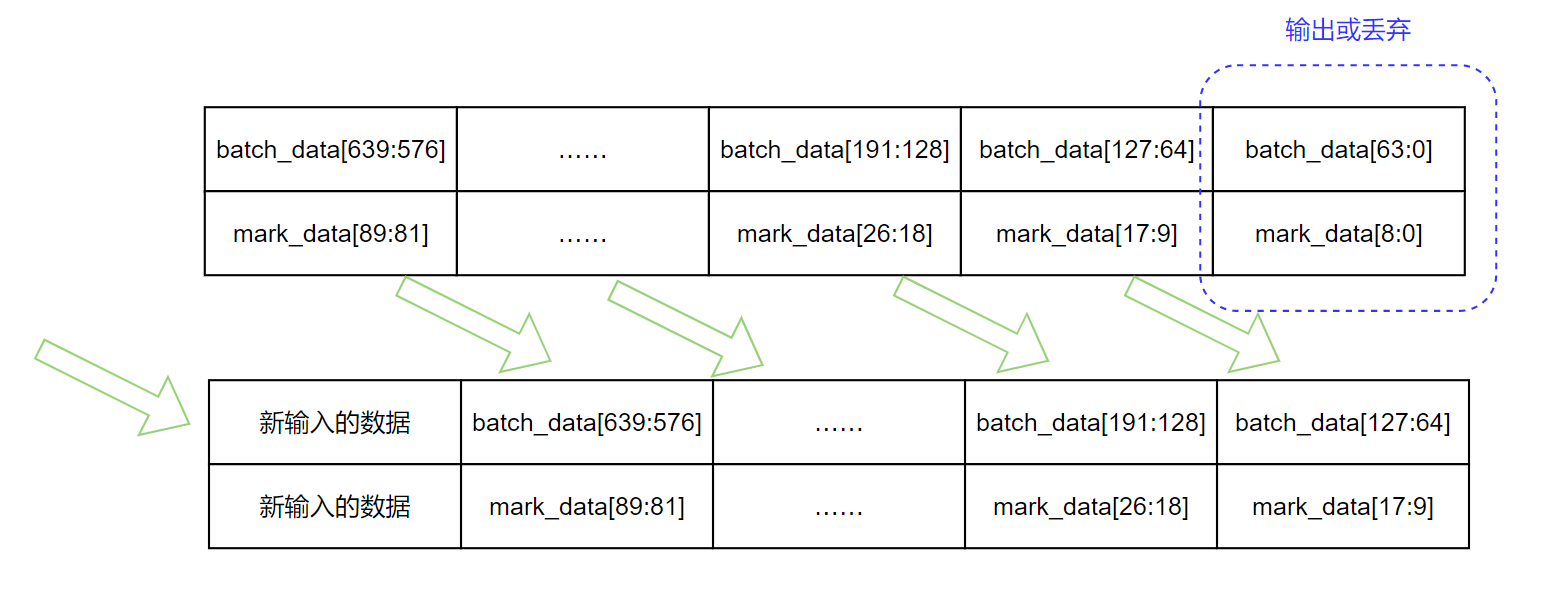 输出或丢弃
batch_data[639:576] …… batch_data[191:128] batch_data[127:64] batch_data[63:0]
mark_data[89:81] …… mark_data[26:18] mark_data[17:9] mark_data[8:0]
新输入的数据 batch_data[639:576] …… batch_data[191:128] batch_data[127:64]
新输入的数据 mark_data[89:81] …… mark_data[26:18] mark_data[17:9]